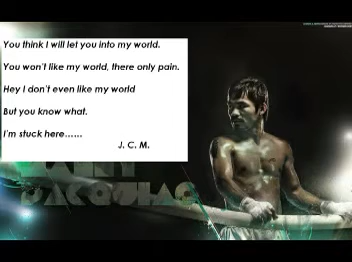 You think I will let you into my world.
You won't like my world, there only pain.
Hey I don't even like my world
But you know what.
I'm stuck here......
J. C. M.
PACQUIAO